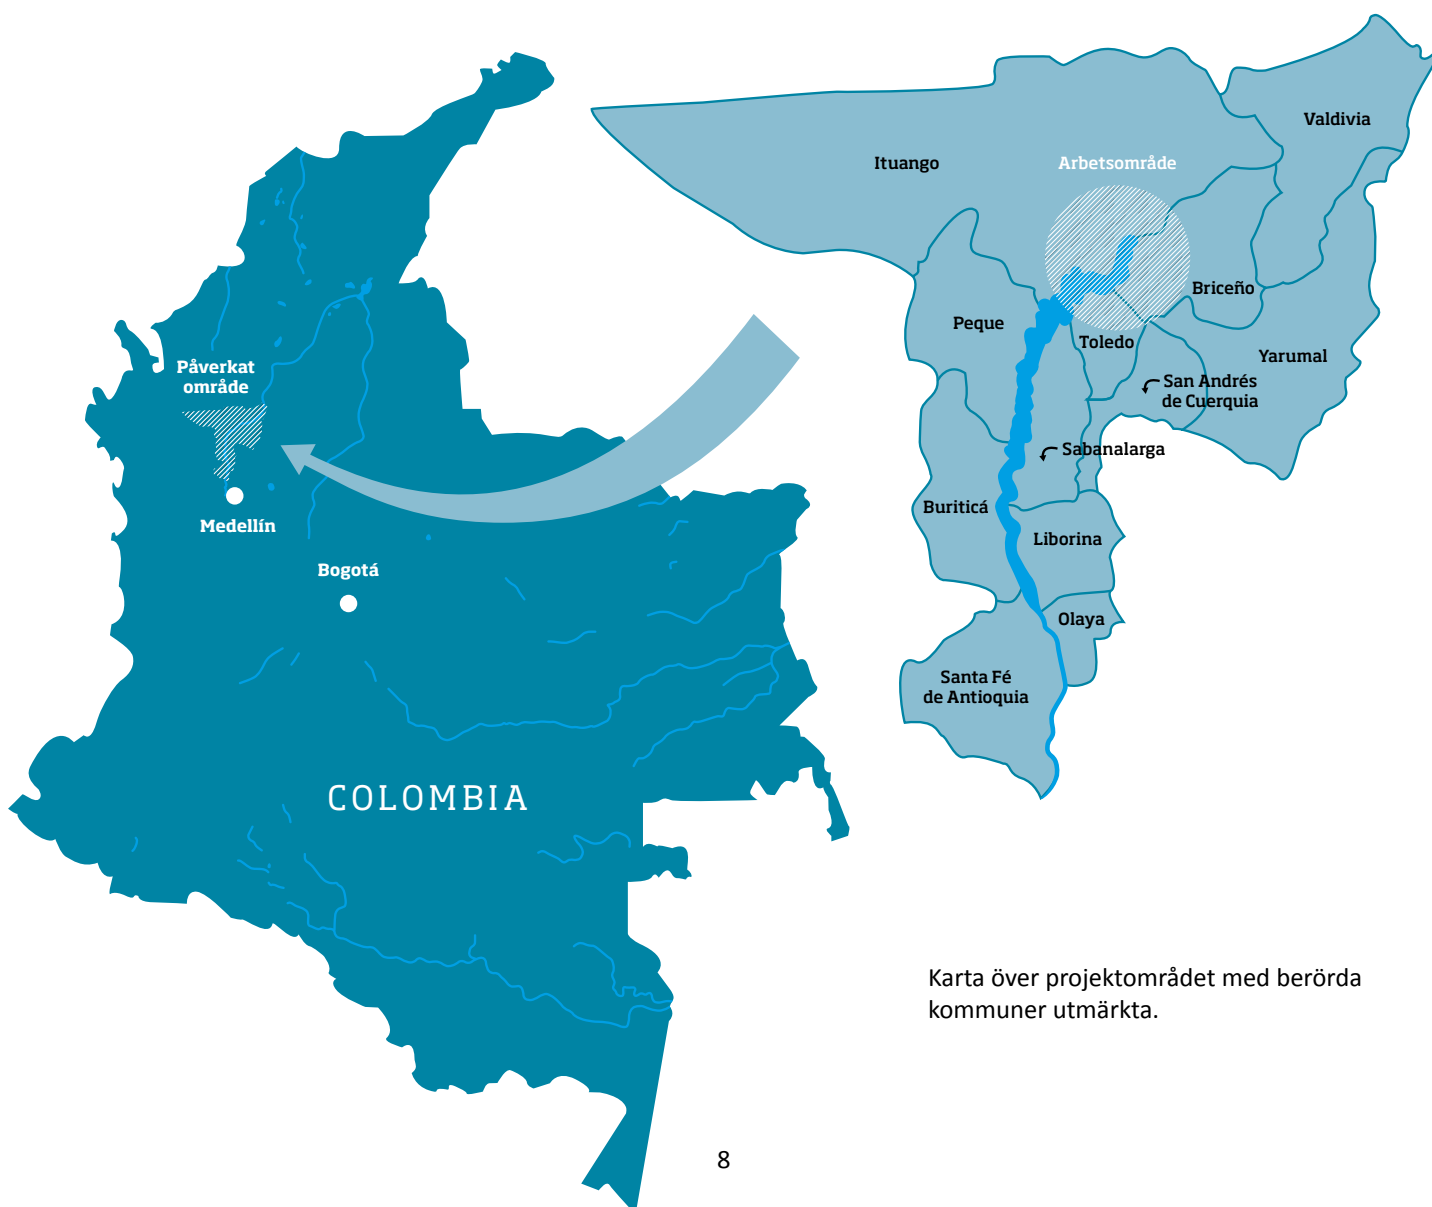 Valdivia
Ituango
Arbetsområde
Briceño
Peque
Toledo
Yarumal
Påverkat
område
San Andrés
de Cuerquia
Sabanalarga
Medellín
Buriticá
Liborina
Bogotá
Olaya
Santa Fé
de Antioquia
COLOMBIA
Karta över projektområdet med berörda
kommuner utmärkta.
8